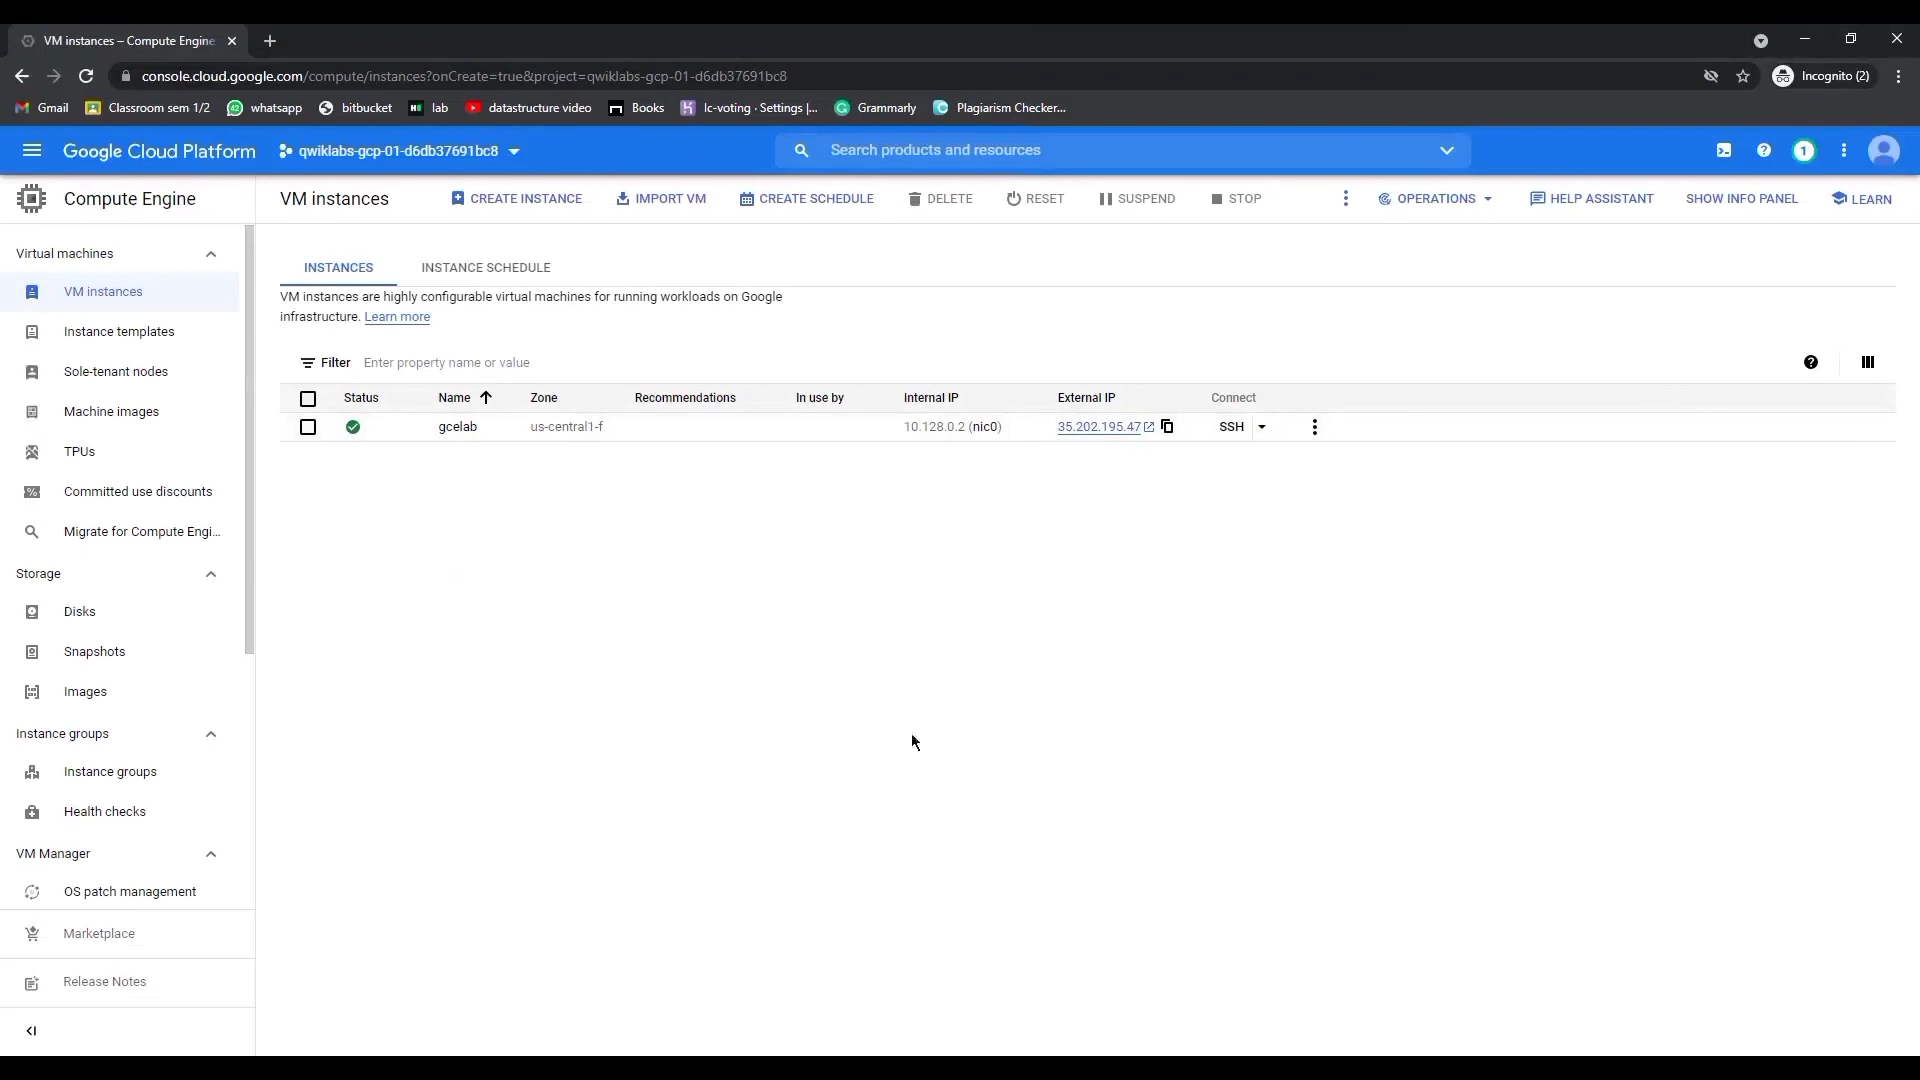 VM instances – Compute Engine
console.cloud.google.com/compute/instances?onCreate=true&project=qwiklabs-gcp-01-d6db37691bc8
Incognito (2)
Gmail
Classroom sem 1/2
whatsapp
bitbucket
lab
datastructure video
Books
lc-voting · Settings |...
Grammarly
Plagiarism Checker...
Google Cloud Platform
qwiklabs-gcp-01-d6db37691bc8
Search products and resources
1
Compute Engine
VM instances
CREATE INSTANCE
IMPORT VM
CREATE SCHEDULE
DELETE
RESET
SUSPEND
STOP
OPERATIONS
HELP ASSISTANT
SHOW INFO PANEL
LEARN
Virtual machines
VM instances
Instance templates
Sole-tenant nodes
Machine images
TPUs
Committed use discounts
Migrate for Compute Engi...
Storage
Disks
Snapshots
Images
Instance groups
Instance groups
Health checks
VM Manager
OS patch management
Marketplace
Release Notes
INSTANCES
INSTANCE SCHEDULE
VM instances are highly configurable virtual machines for running workloads on Google
infrastructure. Learn more
Filter Enter property name or value
Status Name Zone Recommendations In use by Internal IP External IP Connect
gcelab us-central1-f 10.128.0.2 (nic0) 35.202.195.47 SSH